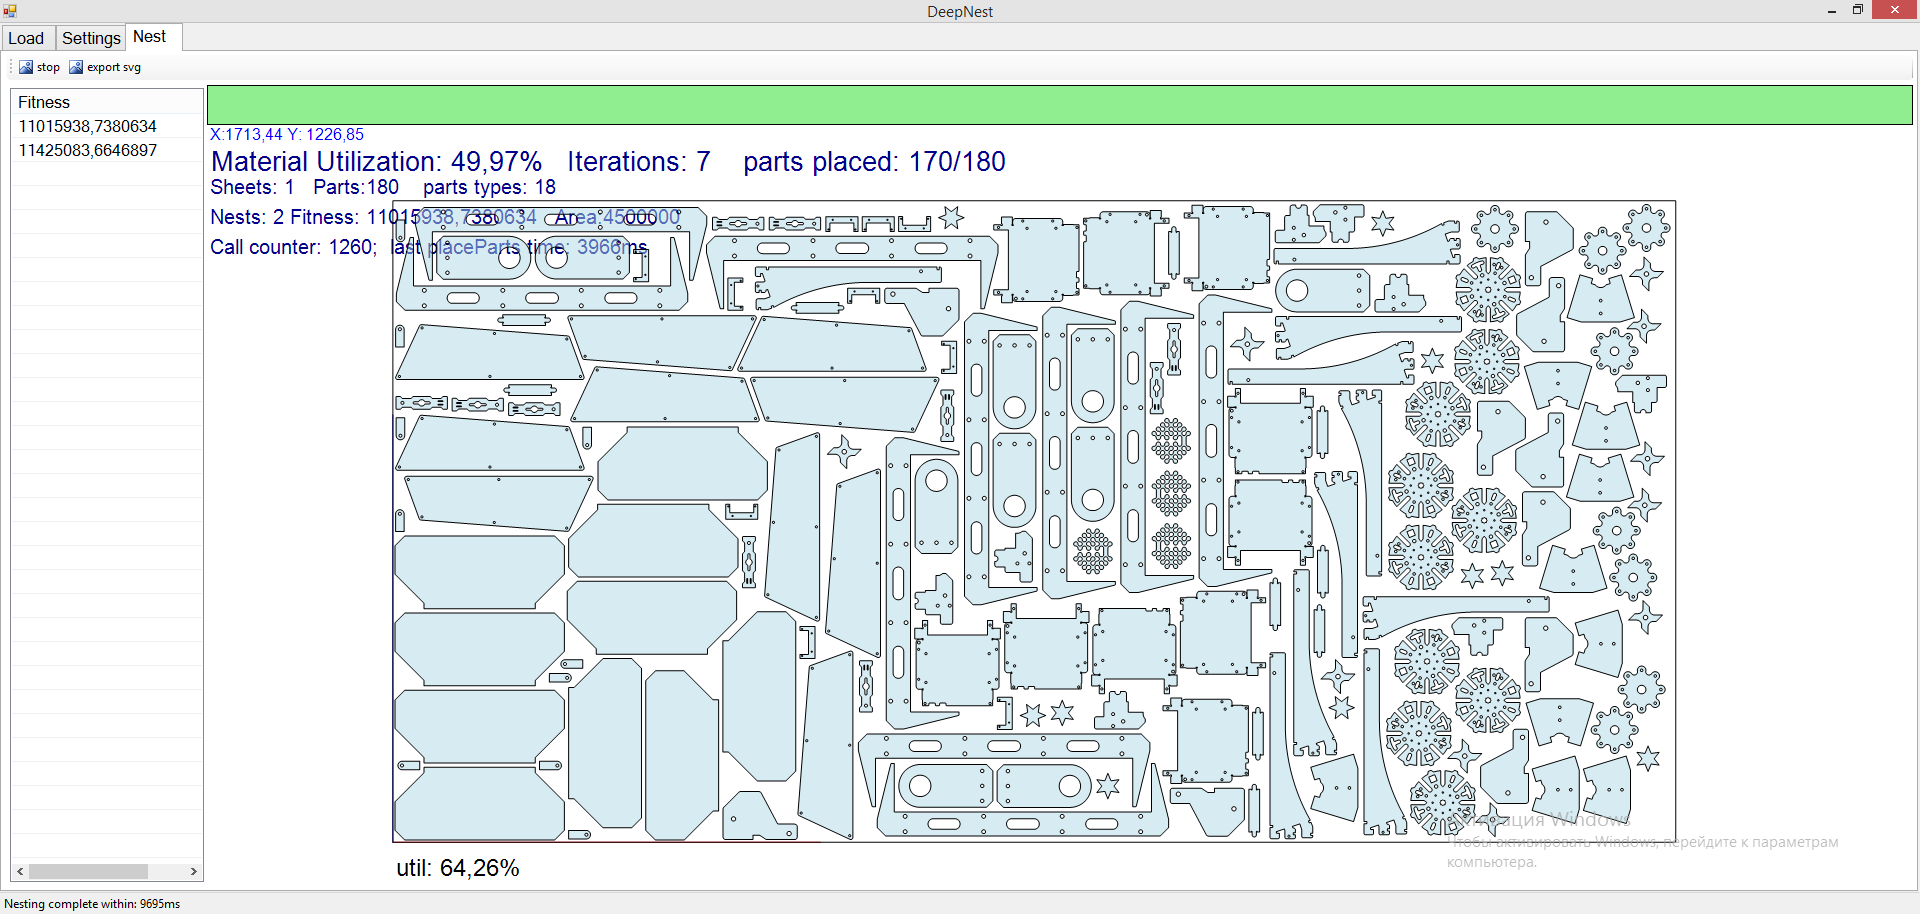 DeepNest
Load Settings Nest
stop export svg
Fitness
11015938,7380634
11425083,6646897
X:1713,44 Y: 1226,85
Material Utilization: 49,97% Iterations: 7 parts placed: 170/180
Sheets: 1 Parts:180 parts types: 18
Nests: 2 Fitness: 11015938,7380634 Area:4500000
Call counter: 1260; last placeParts time: 3966ms
util: 64,26%
Активация Windows
Чтобы активировать Windows, перейдите к параметрам
компьютера.
Nesting complete within: 9695ms